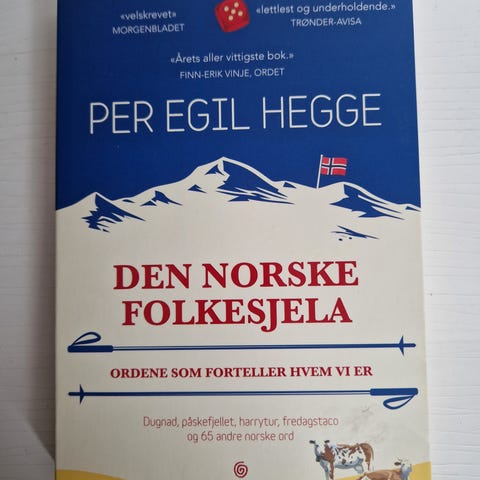 «velskrevet»
MORGENBLADET
«lettlest og underholdende.»
TRØNDER-AVISA
«Årets aller vittigste bok.»
FINN-ERIK VINJE, ORDET
PER EGIL HEGGE
DEN NORSKE
FOLKESJELA
ORDENE SOM FORTELLER HVEM VI ER
Dugnad, påskefjellet, harrytur, fredagstaco
og 65 andre norske ord